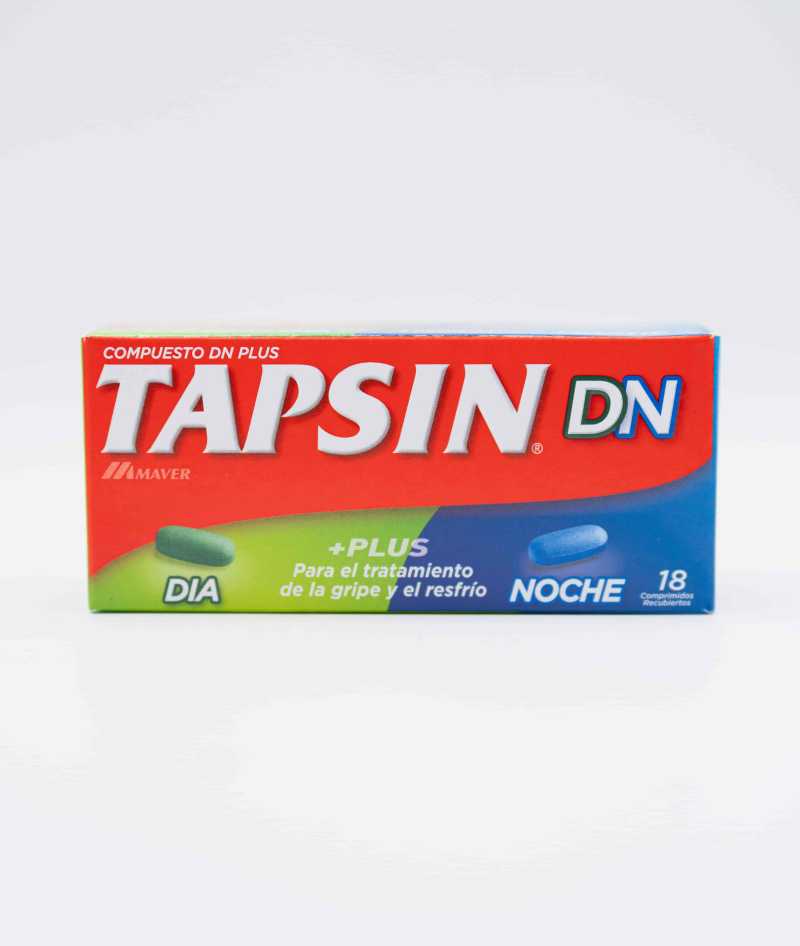 COMPUESTO DN PLUS
TAPSIN® DN
MAVER
+PLUS
Para el tratamiento
de la gripe y el resfrío
DIA
NOCHE
18
Comprimidos
Recubiertos